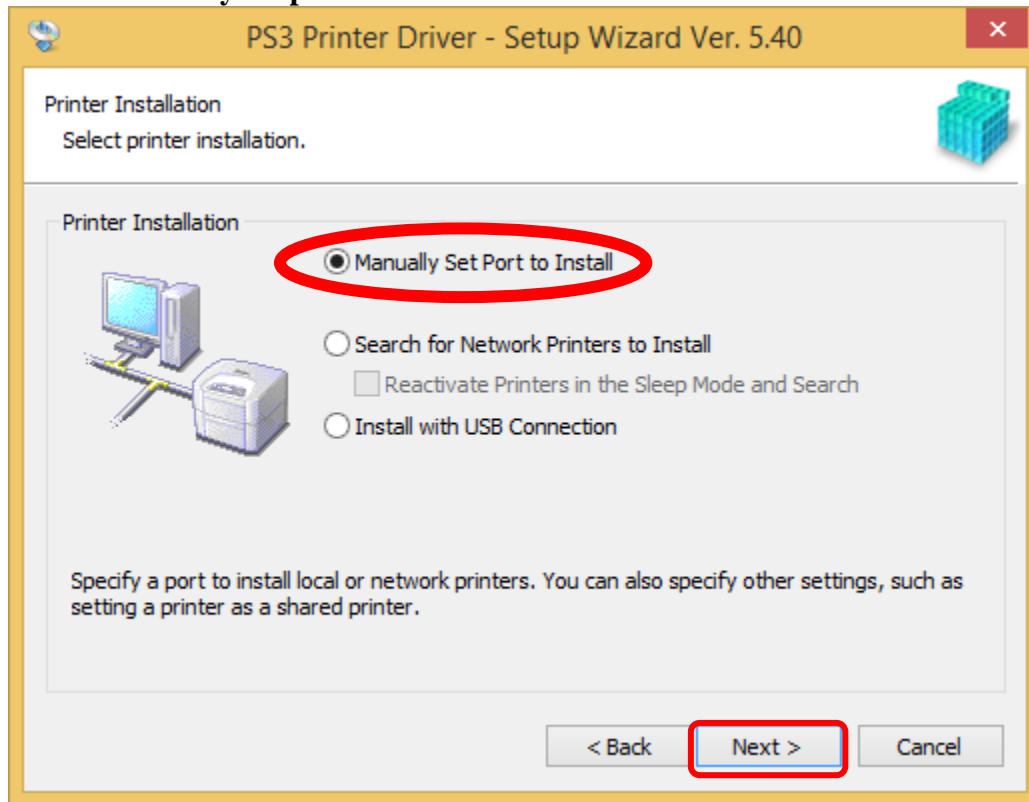 PS3 Printer Driver - Setup Wizard Ver. 5.40
Printer Installation
Select printer installation.
Printer Installation
Manually Set Port to Install
Search for Network Printers to Install
Reactivate Printers in the Sleep Mode and Search
Install with USB Connection
Specify a port to install local or network printers. You can also specify other settings, such as
setting a printer as a shared printer.
< Back
Next >
Cancel